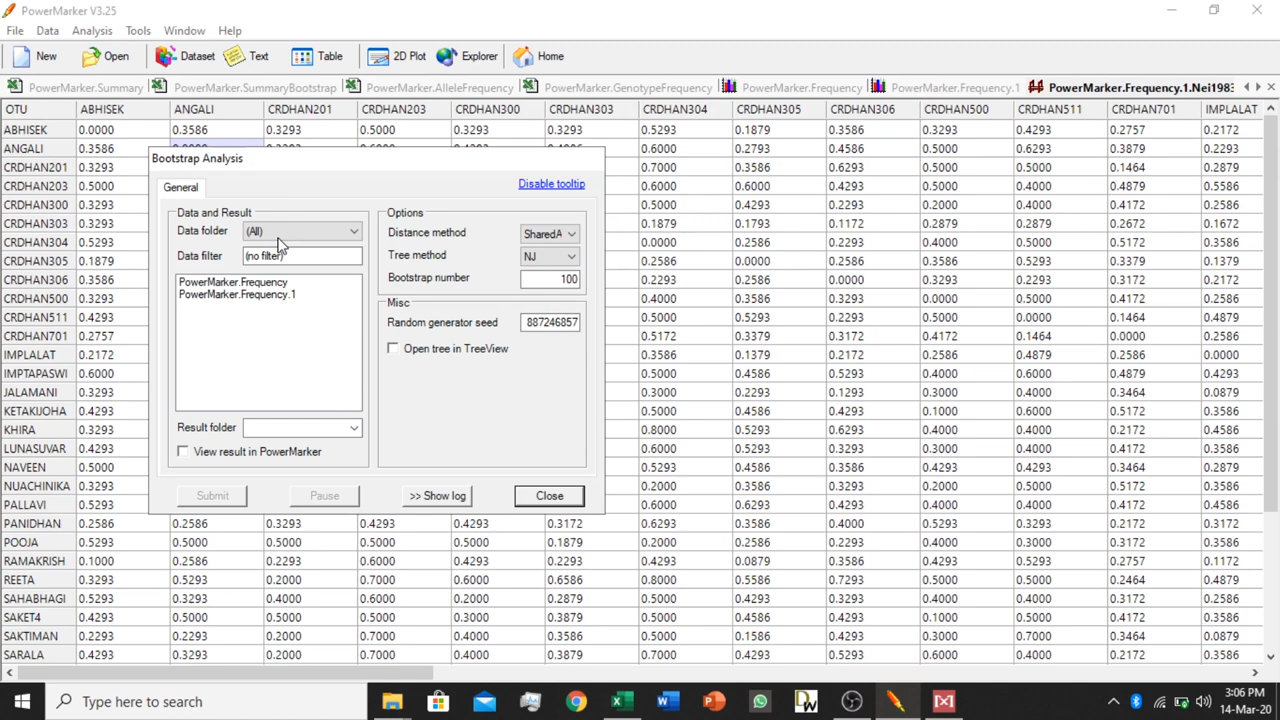 PowerMarker V3.25
File Data Analysis Tools Window Help
New Open Dataset Text Table 2D Plot Explorer Home
PowerMarker.Summary PowerMarker.SummaryBootstrap PowerMarker.AlleleFrequency PowerMarker.GenotypeFrequency PowerMarker.Frequency PowerMarker.Frequency.1 PowerMarker.Frequency.1.Nei1983
OTU ABHISEK ANGALI CRDHAN201 CRDHAN203 CRDHAN300 CRDHAN303 CRDHAN304 CRDHAN305 CRDHAN306 CRDHAN500 CRDHAN511 CRDHAN701 IMPLALAT
ABHISEK 0.0000 0.3586 0.3293 0.5000 0.3293 0.3293 0.5293 0.1879 0.3586 0.3293 0.4293 0.2757 0.2172
ANGALI 0.3586 0.6000 0.2793 0.4586 0.5000 0.6293 0.3879 0.2293
CRDHAN201 0.3293 0.7000 0.3586 0.6293 0.5000 0.5000 0.1464 0.2879
CRDHAN203 0.5000 0.6000 0.6000 0.4000 0.4000 0.4000 0.4879 0.5586
CRDHAN300 0.3293 0.5000 0.4293 0.2293 0.2000 0.5000 0.4172 0.3586
CRDHAN303 0.3293 0.1879 0.1793 0.1172 0.2879 0.2879 0.2672 0.1672
CRDHAN304 0.5293 0.0000 0.2586 0.2293 0.4000 0.4000 0.5172 0.3586
CRDHAN305 0.1879 0.2586 0.0000 0.2586 0.5293 0.5293 0.3379 0.1379
CRDHAN306 0.3586 0.2293 0.2586 0.0000 0.3293 0.2293 0.3172 0.2172
CRDHAN500 0.3293 0.4000 0.5293 0.3293 0.0000 0.5000 0.4172 0.2586
CRDHAN511 0.4293 0.4000 0.5293 0.2293 0.5000 0.0000 0.1464 0.4879
CRDHAN701 0.2757 0.5172 0.3379 0.3172 0.4172 0.1464 0.0000 0.2586
IMPLALAT 0.2172 0.3586 0.1379 0.2172 0.2586 0.4879 0.2586 0.0000
IMPTAPASWI 0.6000 0.3000 0.4586 0.5293 0.4000 0.6000 0.4879 0.4293
JALAMANI 0.3293 0.3000 0.2293 0.1293 0.3000 0.4000 0.3464 0.0879
KETAKIJOHA 0.4293 0.5000 0.4586 0.4293 0.1000 0.6000 0.5172 0.3586
KHIRA 0.3293 0.8000 0.5293 0.6293 0.4000 0.4000 0.4172 0.3586
LUNASUVAR 0.4293 0.6000 0.3293 0.5293 0.5000 0.4000 0.3172 0.3586
NAVEEN 0.5000 0.5293 0.4586 0.3586 0.4293 0.4293 0.3464 0.2879
NUACHINIKA 0.3293 0.2000 0.3586 0.3293 0.5000 0.3000 0.4172 0.3586
PALLAVI 0.5293 0.6000 0.6293 0.4293 0.4000 0.4000 0.5172 0.4586
PANIDHAN 0.2586 0.2586 0.3293 0.4293 0.4293 0.3172 0.6293 0.3586 0.4000 0.5293 0.3293 0.2172 0.3172
POOJA 0.5293 0.5000 0.5000 0.5000 0.5000 0.1879 0.2000 0.2586 0.2293 0.4000 0.3000 0.4172 0.3586
RAMAKRISH 0.1000 0.2586 0.2293 0.6000 0.4293 0.2293 0.4293 0.0879 0.3586 0.5293 0.4293 0.2757 0.1172
REETA 0.3293 0.5293 0.2000 0.7000 0.6000 0.6586 0.8000 0.5586 0.7293 0.5000 0.5000 0.2464 0.4879
SAHABHAGI 0.5293 0.3293 0.4000 0.6000 0.2000 0.2879 0.5000 0.4293 0.3293 0.4000 0.4000 0.2172 0.3586
SAKET4 0.4293 0.5000 0.5000 0.5000 0.3000 0.3879 0.5000 0.5293 0.4293 0.1000 0.5000 0.4172 0.3586
SAKTIMAN 0.2293 0.2293 0.2000 0.7000 0.4000 0.3586 0.5000 0.1586 0.4293 0.3000 0.7000 0.3464 0.0879
SARALA 0.4293 0.3293 0.2000 0.7000 0.4000 0.3879 0.7000 0.4293 0.5293 0.6000 0.4000 0.2172 0.3586
Bootstrap Analysis
General
Disable tooltip
Data and Result
Data folder (All)
Data filter (no filter)
PowerMarker.Frequency
PowerMarker.Frequency.1
Result folder
View result in PowerMarker
Options
Distance method SharedA
Tree method NJ
Bootstrap number 100
Misc
Random generator seed 887246857
Open tree in TreeView
Submit Pause >> Show log Close
Type here to search
3:06 PM
14-Mar-20